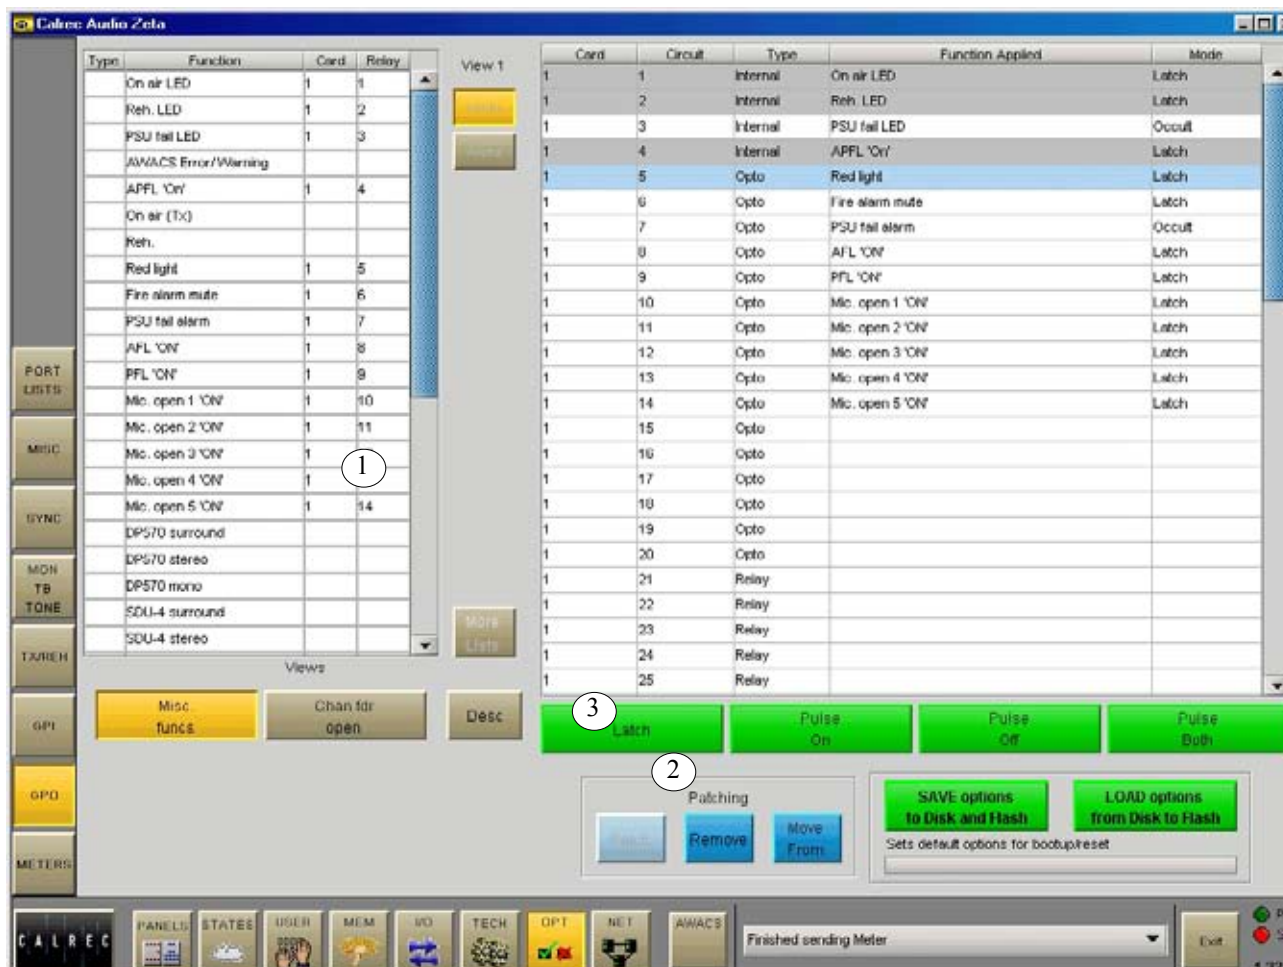 Calrec Audio Zeta
Type Function Card Relay
On air LED 1 1
Reh. LED 1 2
PSU fail LED 1 3
AWACS Error/Warning
APFL 'On' 1 4
On air (Tx)
Reh.
Red light 1 5
Fire alarm mute 1 6
PSU fail alarm 1 7
AFL 'ON' 1 8
PFL 'ON' 1 9
Mic. open 1 'ON' 1 10
Mic. open 2 'ON' 1 11
Mic. open 3 'ON' 1
Mic. open 4 'ON' 1
Mic. open 5 'ON' 1 14
DP570 surround
DP570 stereo
DP570 mono
SDU-4 surround
SDU-4 stereo
1
Views
Misc.
funcs
Chan fdr
open
View 1
More
Lists
Desc
Card Circuit Type Function Applied Mode
1 1 Internal On air LED Latch
1 2 Internal Reh. LED Latch
1 3 Internal PSU fail LED Occult
1 4 Internal APFL 'On' Latch
1 5 Opto Red light Latch
1 6 Opto Fire alarm mute Latch
1 7 Opto PSU fail alarm Occult
1 8 Opto AFL 'ON' Latch
1 9 Opto PFL 'ON' Latch
1 10 Opto Mic. open 1 'ON' Latch
1 11 Opto Mic. open 2 'ON' Latch
1 12 Opto Mic. open 3 'ON' Latch
1 13 Opto Mic. open 4 'ON' Latch
1 14 Opto Mic. open 5 'ON' Latch
1 15 Opto
1 16 Opto
1 17 Opto
1 18 Opto
1 19 Opto
1 20 Opto
1 21 Relay
1 22 Relay
1 23 Relay
1 24 Relay
1 25 Relay
3
Latch
Pulse
On
Pulse
Off
Pulse
Both
2
Patching
Remove
Move
From
SAVE options
to Disk and Flash
LOAD options
from Disk to Flash
Sets default options for bootup/reset
PORT
LISTS
MISC
SYNC
MON
TB
TONE
TX/REH
GPI
GPO
METERS
CALREC
PANELS
STATES
USER
MEM
I/O
TECH
OPT
NET
AWACS
Finished sending Meter
Exit